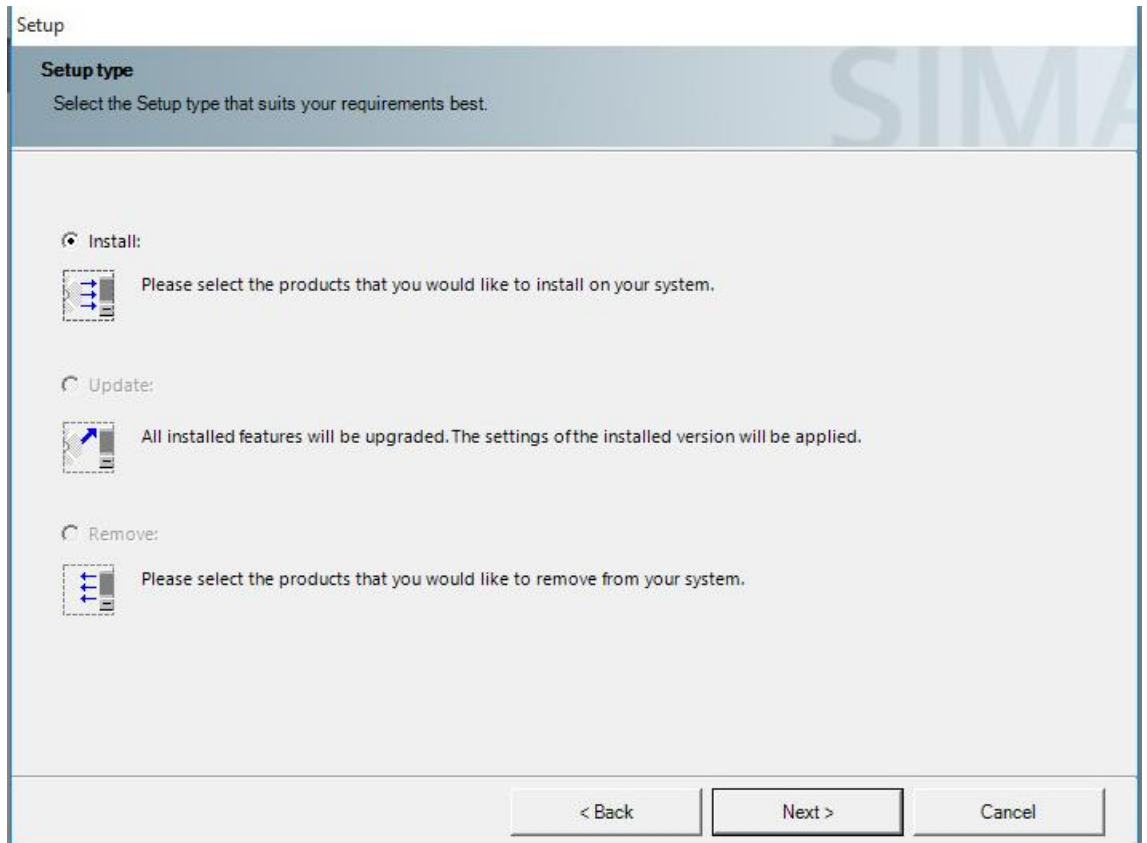 Setup
Setup type
Select the Setup type that suits your requirements best.
SIMA
Install:
Please select the products that you would like to install on your system.
Update:
All installed features will be upgraded. The settings of the installed version will be applied.
Remove:
Please select the products that you would like to remove from your system.
< Back
Next >
Cancel